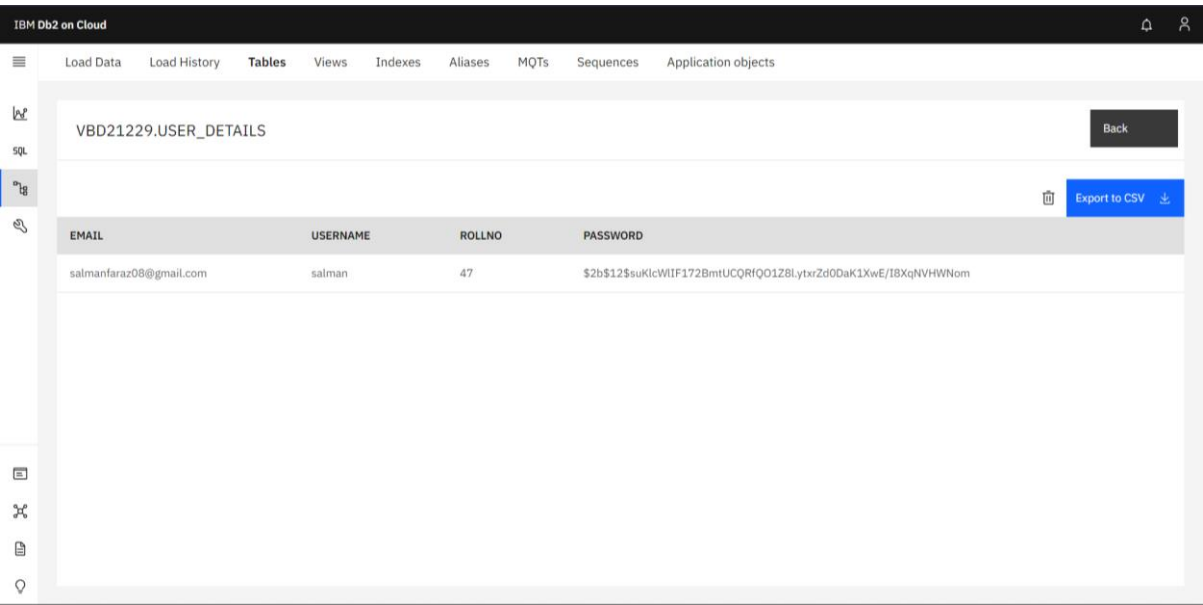 IBM Db2 on Cloud
Load Data Load History Tables Views Indexes Aliases MQTs Sequences Application objects
VBD21229.USER_DETAILS
Back
SQL
Export to CSV
EMAIL USERNAME ROLLNO PASSWORD
salmanfaraz08@gmail.com salman 47 $2b$12$suKlcWlIF172BmtUCQRfQO1Z8l.ytxrZd0DaK1XwE/I8XqNVHWNom